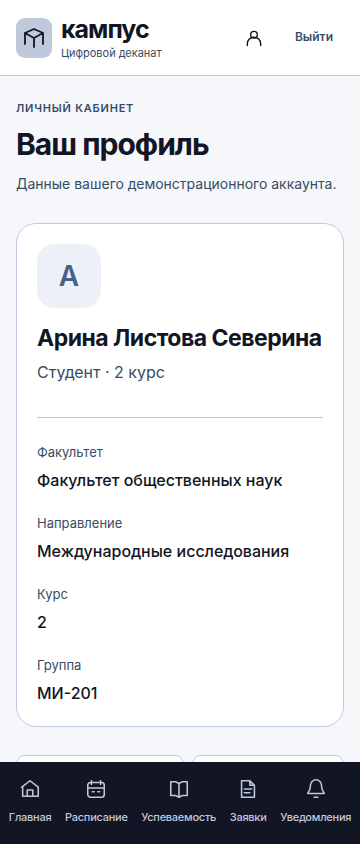 кампус
Цифровой деканат
Выйти
ЛИЧНЫЙ КАБИНЕТ
Ваш профиль
Данные вашего демонстрационного аккаунта.
А
Арина Листова Северина
Студент · 2 курс
Факультет
Факультет общественных наук
Направление
Международные исследования
Курс
2
Группа
МИ-201
Главная
Расписание
Успеваемость
Заявки
Уведомления